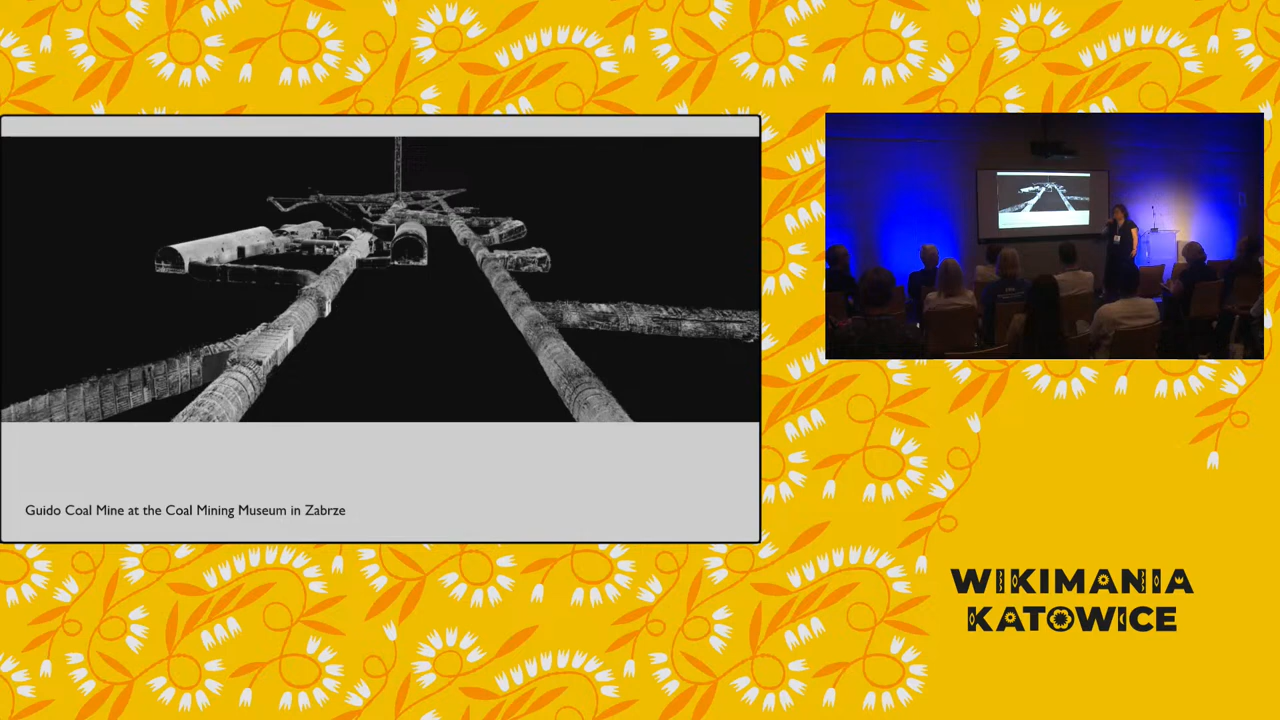 Guido Coal Mine at the Coal Mining Museum in Zabrze
WIKIMANIA
KATOWICE